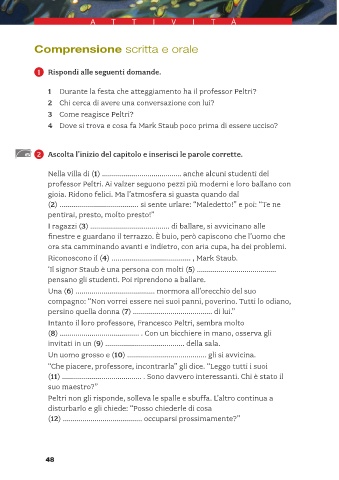 ATTIVITÀ
Comprensione scritta e orale
1 Rispondi alle seguenti domande.
1 Durante la festa che atteggiamento ha il professor Peltri?
2 Chi cerca di avere una conversazione con lui?
3 Come reagisce Peltri?
4 Dove si trova e cosa fa Mark Staub poco prima di essere ucciso?
2 Ascolta l'inizio del capitolo e inserisci le parole corrette.
Nella villa di (1) ........................................ anche alcuni studenti del
professor Peltri. Ai valzer seguono pezzi più moderni e loro ballano con
gioia. Ridono felici. Ma l'atmosfera si guasta quando dal
(2) ........................................ si sente urlare: "Maledetto!" e poi: "Te ne
pentirai, presto, molto presto!"
I ragazzi (3) ........................................ di ballare, si avvicinano alle
finestre e guardano il terrazzo. È buio, però capiscono che l'uomo che
ora sta camminando avanti e indietro, con aria cupa, ha dei problemi.
Riconoscono il (4) ........................................ , Mark Staub.
'Il signor Staub è una persona con molti (5) ........................................
pensano gli studenti. Poi riprendono a ballare.
Una (6) ........................................ mormora all'orecchio del suo
compagno: "Non vorrei essere nei suoi panni, poverino. Tutti lo odiano,
persino quella donna (7) ........................................ di lui."
Intanto il loro professore, Francesco Peltri, sembra molto
(8) ........................................ . Con un bicchiere in mano, osserva gli
invitati in un (9) ........................................ della sala.
Un uomo grosso e (10) ........................................ gli si avvicina.
"Che piacere, professore, incontrarla" gli dice. "Leggo tutti i suoi
(11) ........................................ . Sono davvero interessanti. Chi è stato il
suo maestro?"
Peltri non gli risponde, solleva le spalle e sbuffa. L'altro continua a
disturbarlo e gli chiede: "Posso chiederle di cosa
(12) ........................................ occuparsi prossimamente?"
48